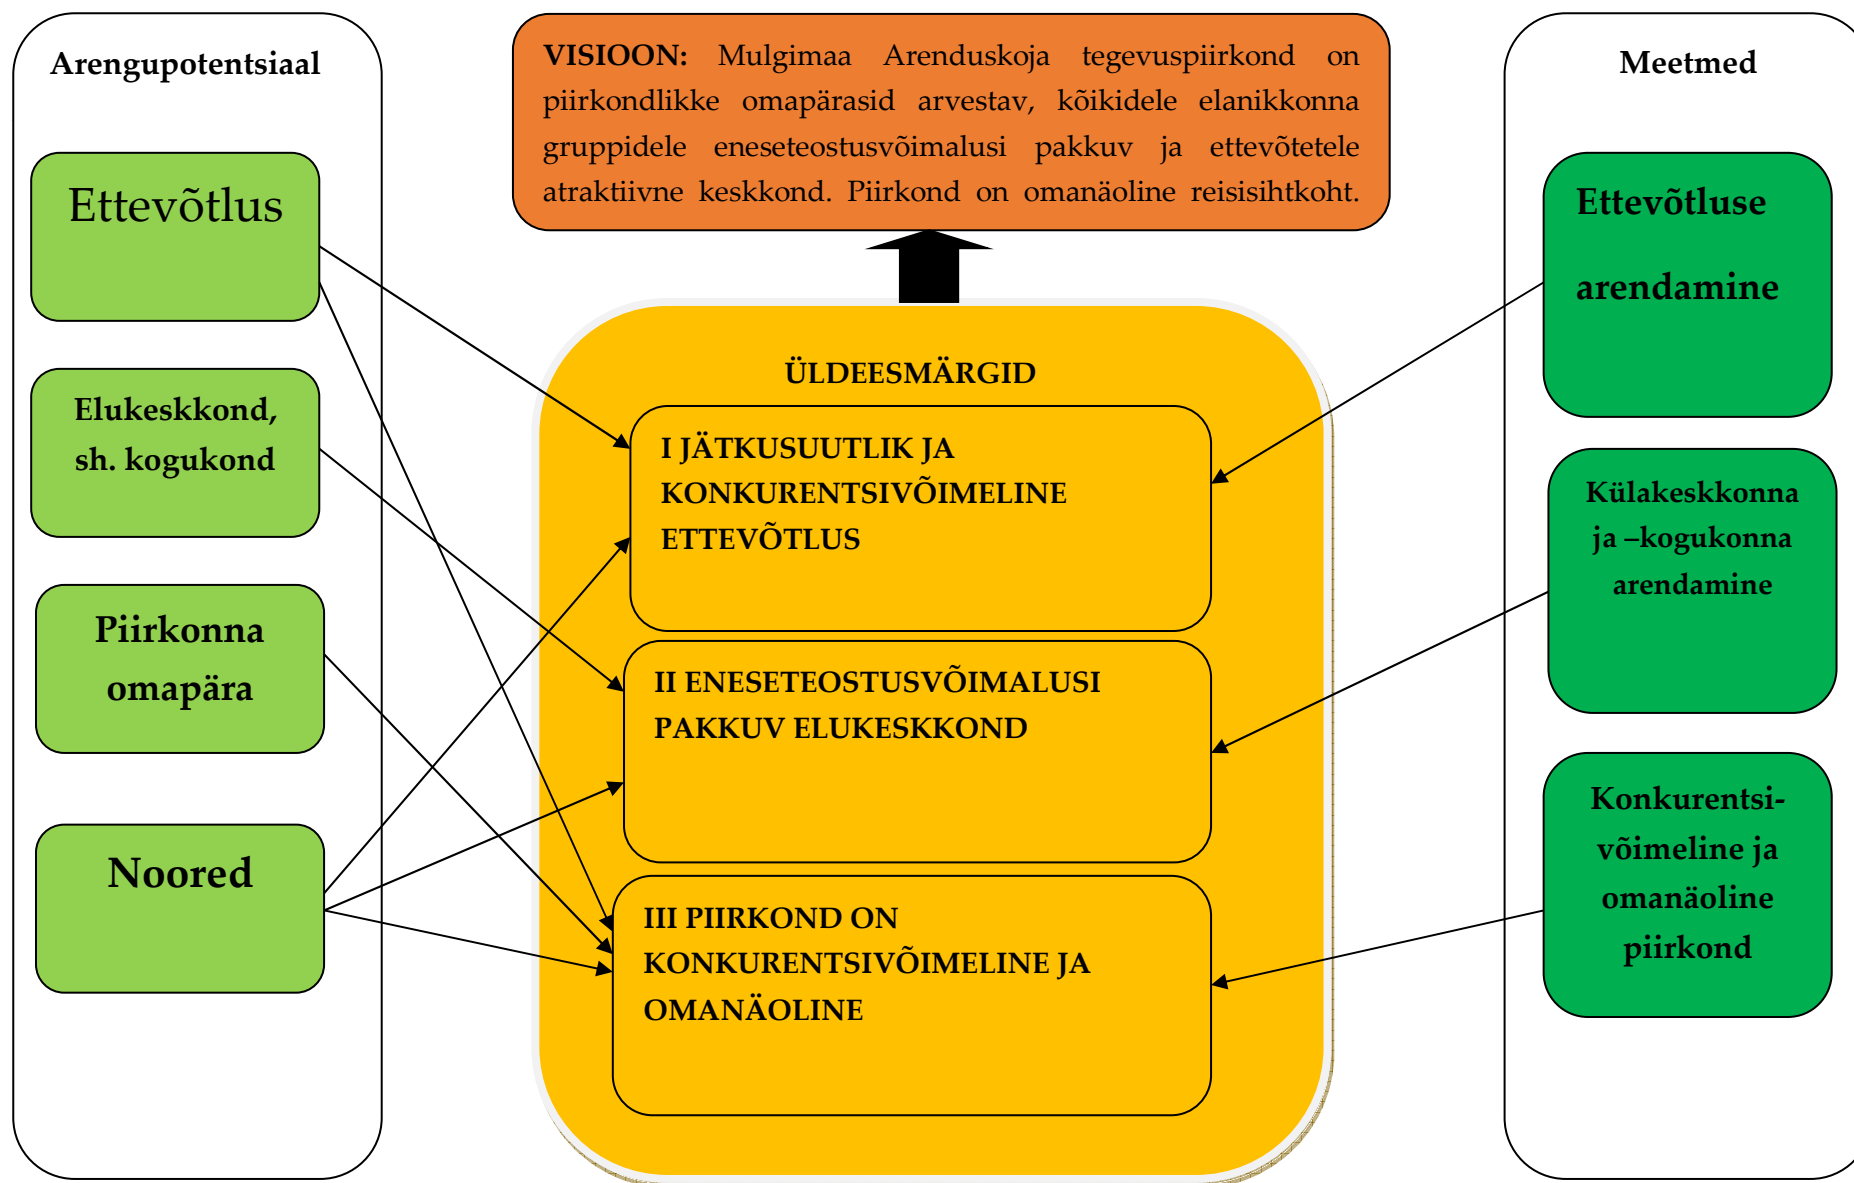 Arengupotentsiaal
Ettevõtlus
Elukeskkond,
sh. kogukond
Piirkonna
omapära
Noored
VISIOON: Mulgimaa Arenduskoja tegevuspiirkond on
piirkondlikke omapärasid arvestav, kõikidele elanikkonna
gruppidele eneseteostusvõimalusi pakkuv ja ettevõtetele
atraktiivne keskkond. Piirkond on omanäoline reisisihtkoht.
ÜLDEESMÄRGID
I JÄTKUSUUTLIK JA
KONKURENTSIVÕIMELINE
ETTEVÕTLUS
II ENESETEOSTUSVÕIMALUSI
PAKKUV ELUKESKKOND
III PIIRKOND ON
KONKURENTSIVÕIMELINE JA
OMANÄOLINE
Meetmed
Ettevõtluse
arendamine
Külakeskkonna
ja –kogukonna
arendamine
Konkurentsi-
võimeline ja
omanäoline
piirkond